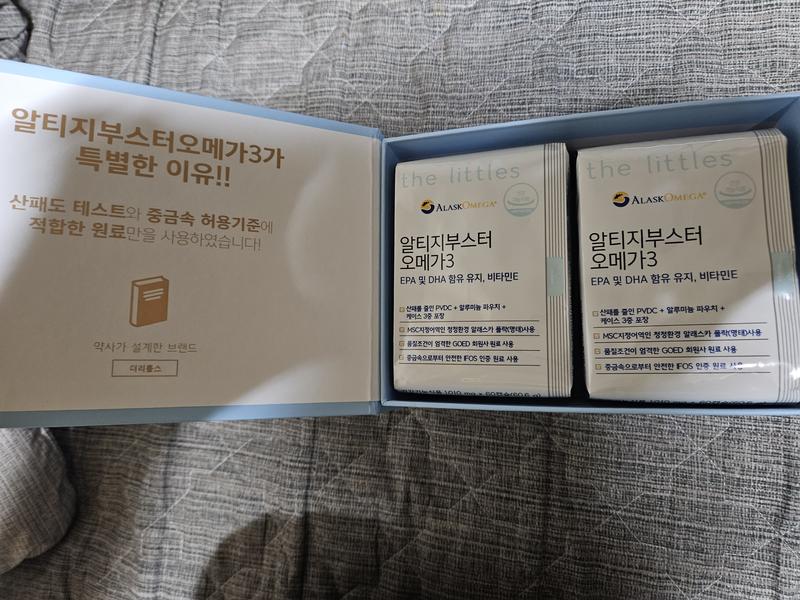 알티지부스터오메가3가
특별한 이유!!
산패도 테스트와 중금속 허용기준에
적합한 원료만을 사용하였습니다!
약사가 설계한 브랜드
더리틀스
the littles
ALASKOMEGA®
알티지부스터
오메가3
EPA 및 DHA 함유 유지, 비타민E
산패를 줄인 PVDC + 알루미늄 파우치 +
케이스 3중 포장
MSC지정어역인 청정환경 알래스카 폴락(명태)사용
품질조건이 엄격한 GOED 회원사 원료 사용
중금속으로부터 안전한 IFOS 인증 원료 사용
the littles
ALASKOMEGA®
알티지부스터
오메가3
EPA 및 DHA 함유 유지, 비타민E
산패를 줄인 PVDC + 알루미늄 파우치 +
케이스 3중 포장
MSC지정어역인 청정환경 알래스카 폴락(명태)사용
품질조건이 엄격한 GOED 회원사 원료 사용
중금속으로부터 안전한 IFOS 인증 원료 사용